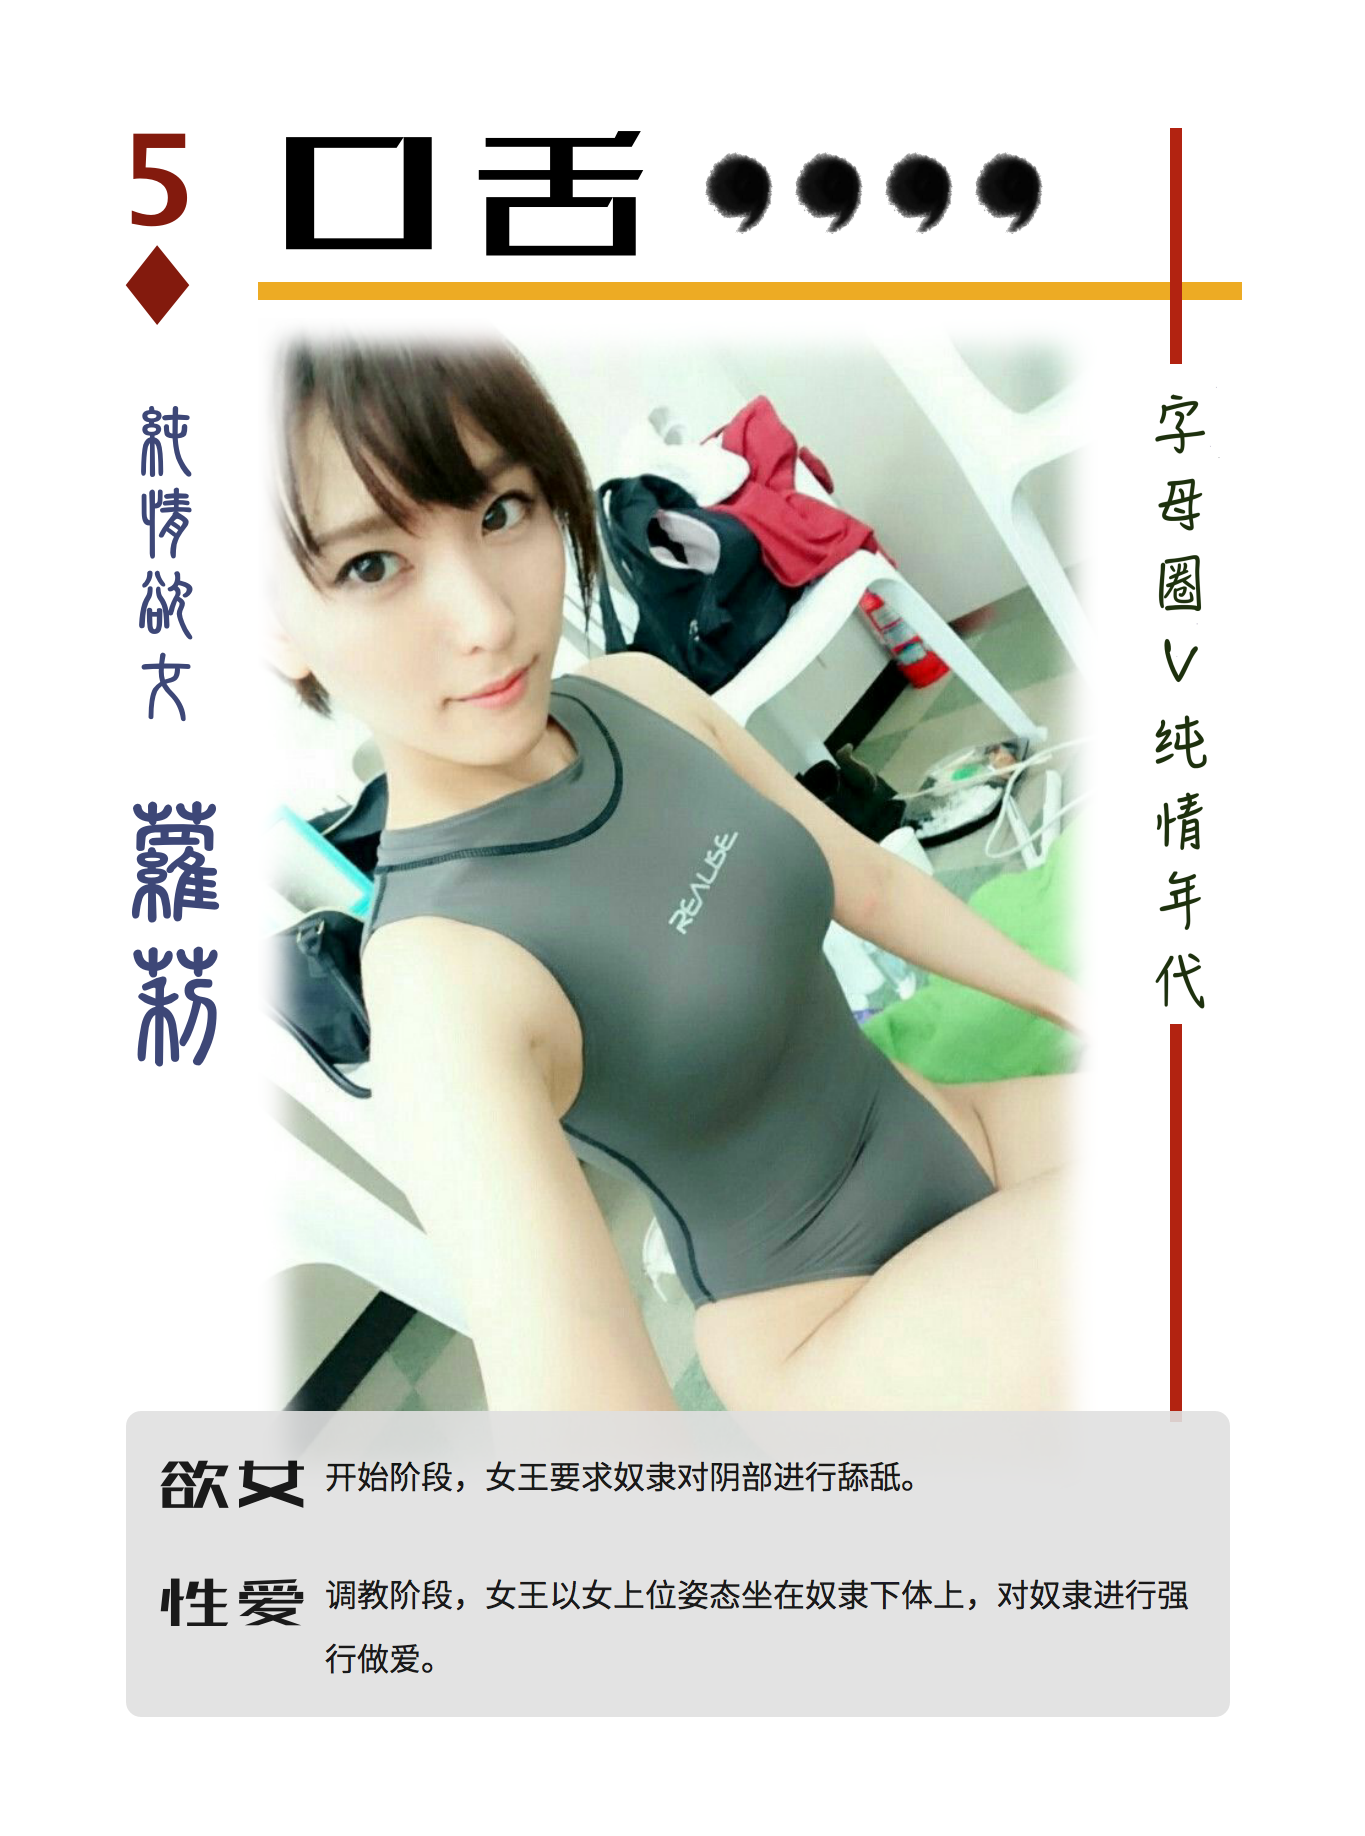 5
口舌
純情欲女
蘿莉
字母圈V纯情年代
REALISE
欲女 开始阶段，女王要求奴隶对阴部进行舔舐。
性爱 调教阶段，女王以女上位姿态坐在奴隶下体上，对奴隶进行强
行做爱。